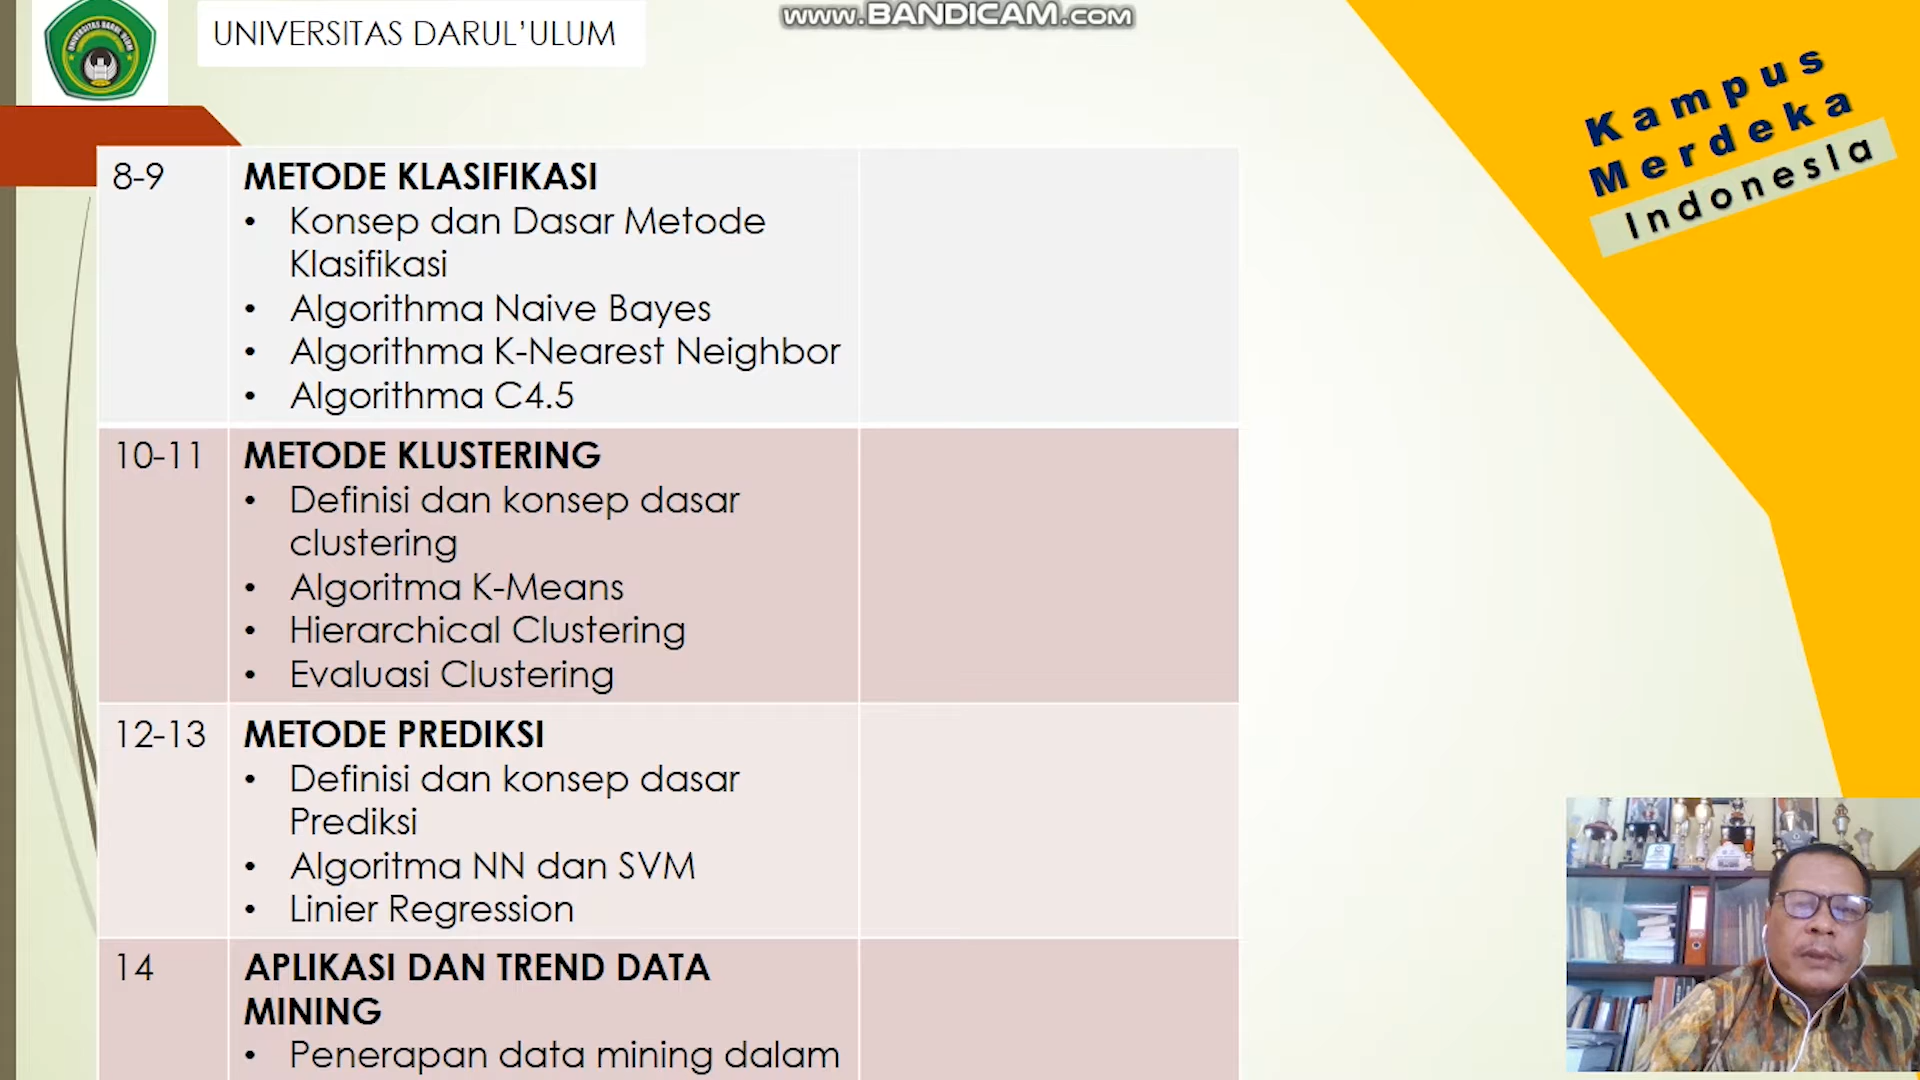 UNIVERSITAS DARUL'ULUM
www.BANDICAM.com
Kampus
Merdeka
IndonesIa
8-9
METODE KLASIFIKASI
• Konsep dan Dasar Metode
Klasifikasi
• Algorithma Naive Bayes
• Algorithma K-Nearest Neighbor
• Algorithma C4.5
10-11
METODE KLUSTERING
• Definisi dan konsep dasar
clustering
• Algoritma K-Means
• Hierarchical Clustering
• Evaluasi Clustering
12-13
METODE PREDIKSI
• Definisi dan konsep dasar
Prediksi
• Algoritma NN dan SVM
• Linier Regression
14
APLIKASI DAN TREND DATA
MINING
• Penerapan data mining dalam